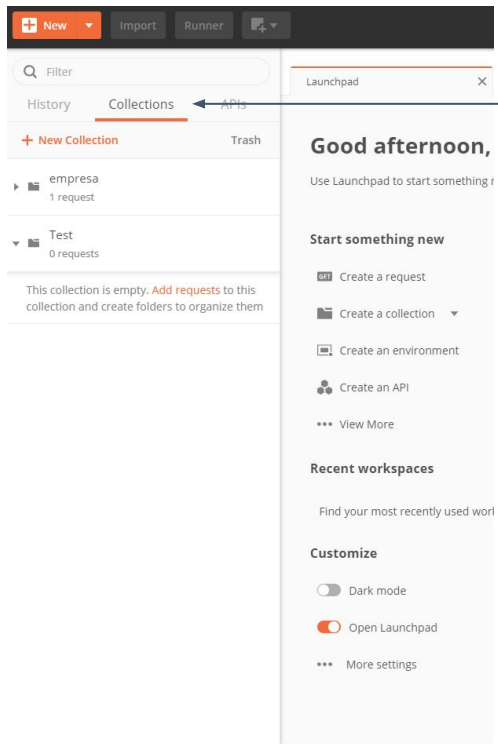 New
Import
Runner
Filter
History
Collections
APIs
+ New Collection
Trash
empresa
1 request
Test
0 requests
This collection is empty. Add requests to this
collection and create folders to organize them
Launchpad
Good afternoon,
Use Launchpad to start something
Start something new
GET Create a request
Create a collection
Create an environment
Create an API
View More
Recent workspaces
Find your most recently used
Customize
Dark mode
Open Launchpad
More settings